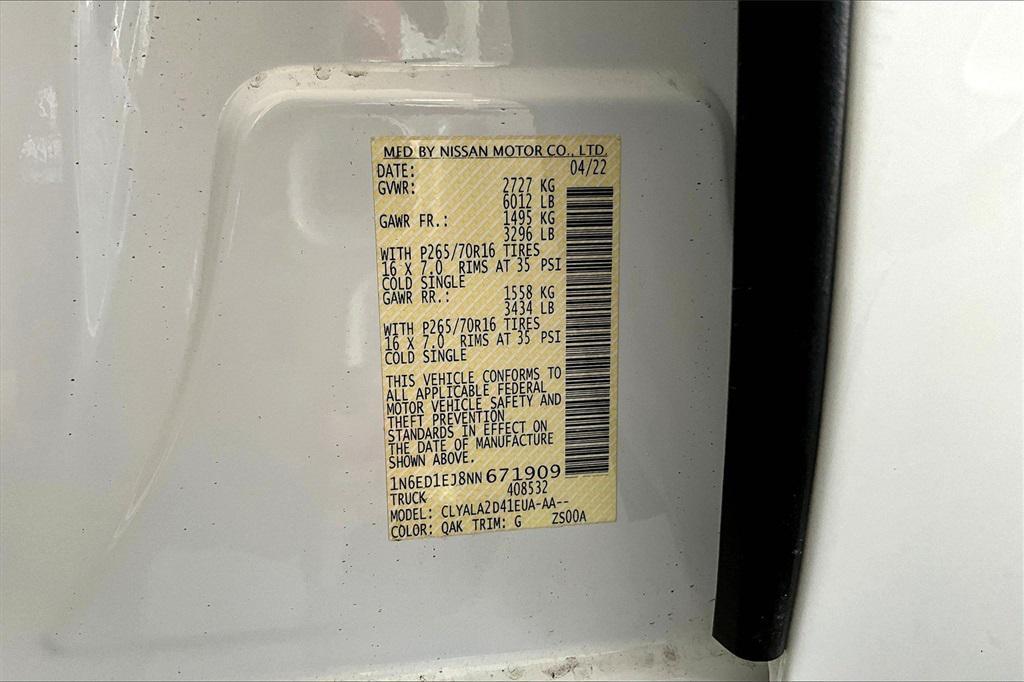 MFD BY NISSAN MOTOR CO., LTD.
DATE: 04/22
GVWR: 2727 KG
6012 LB
GAWR FR.: 1495 KG
3296 LB
WITH P265/70R16 TIRES
16 X 7.0 RIMS AT 35 PSI
COLD SINGLE
GAWR RR.: 1558 KG
3434 LB
WITH P265/70R16 TIRES
16 X 7.0 RIMS AT 35 PSI
COLD SINGLE
THIS VEHICLE CONFORMS TO
ALL APPLICABLE FEDERAL
MOTOR VEHICLE SAFETY AND
THEFT PREVENTION
STANDARDS IN EFFECT ON
THE DATE OF MANUFACTURE
SHOWN ABOVE.
1N6ED1EJ8NN671909
TRUCK 408532
MODEL: CLYALA2D41EUA-AA--
COLOR: QAK TRIM: G ZS00A